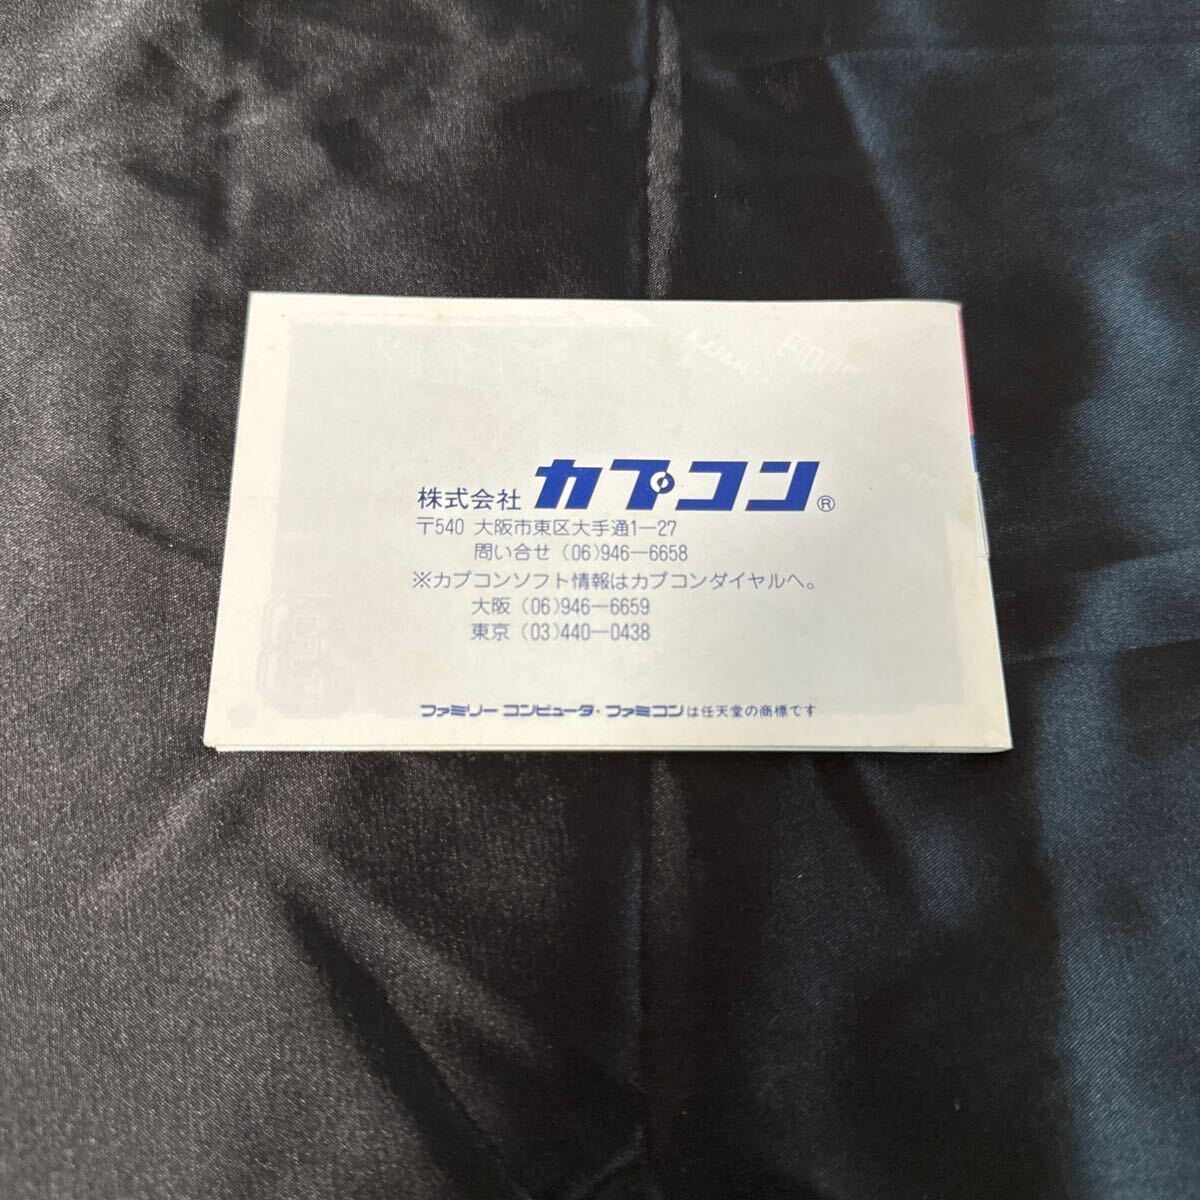 株式会社 カプコン®
〒540 大阪市東区大手通1-27
問い合せ (06)946-6658
※カプコンソフト情報はカプコンダイヤルへ。
大阪 (06)946-6659
東京 (03)440-0438
ファミリー コンピュータ・ファミコンは任天堂の商標です